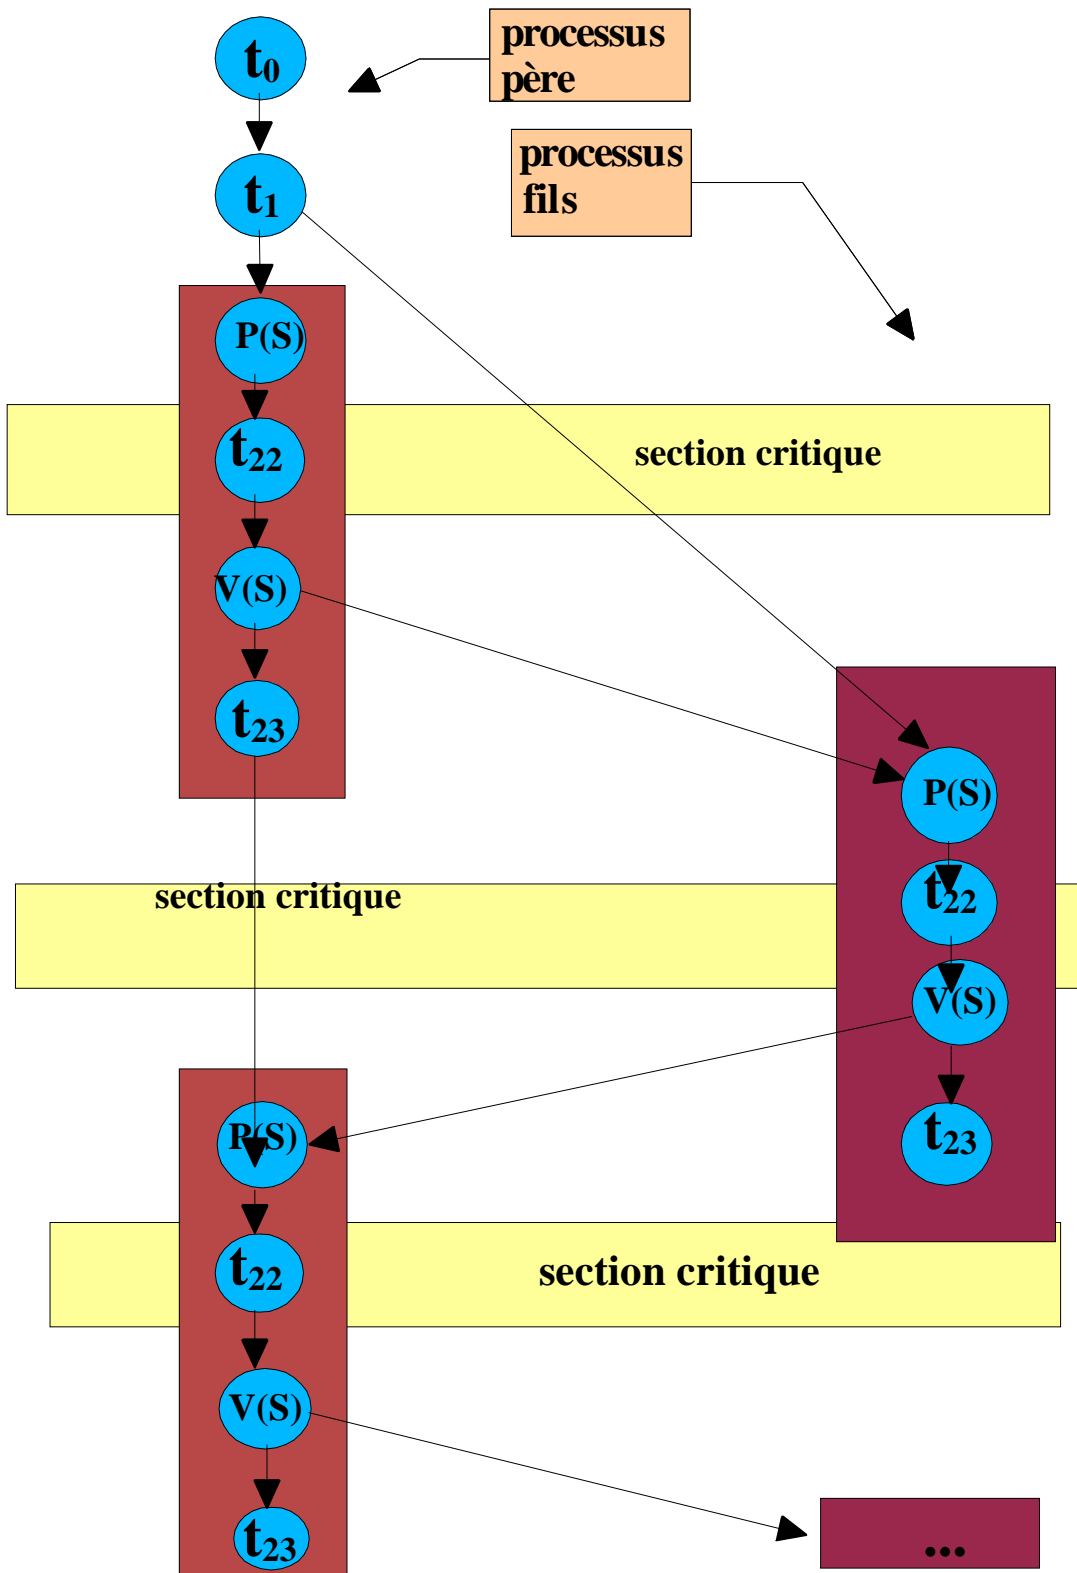 t0
processus
père
processus
fils
t1
P(S)
t22
section critique
V(S)
t23
P(S)
t22
section critique
V(S)
P(S)
t23
t22
section critique
V(S)
t23
...